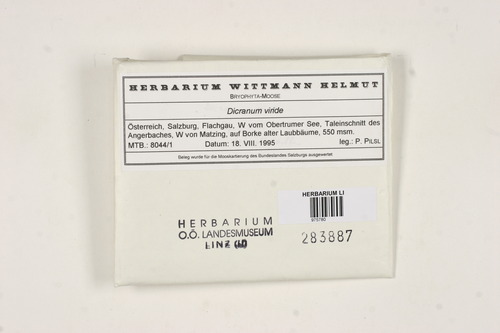 HERBARIUM WITTMANN HELMUT
BRYOPHYTA-MOOSE
Dicranum viride
Österreich, Salzburg, Flachgau, W vom Obertrumer See, Taleinschnitt des
Angerbaches, W von Matzing, auf Borke alter Laubbäume, 550 msm.
MTB.: 8044/1 Datum: 18. VIII. 1995 leg.: P. PILSL
Beleg wurde für die Mooskartierung des Bundeslandes Salzburgs ausgewertet
HERBARIUM LI
HERBARIUM
O.Ö. LANDESMUSEUM
LINZ
283887